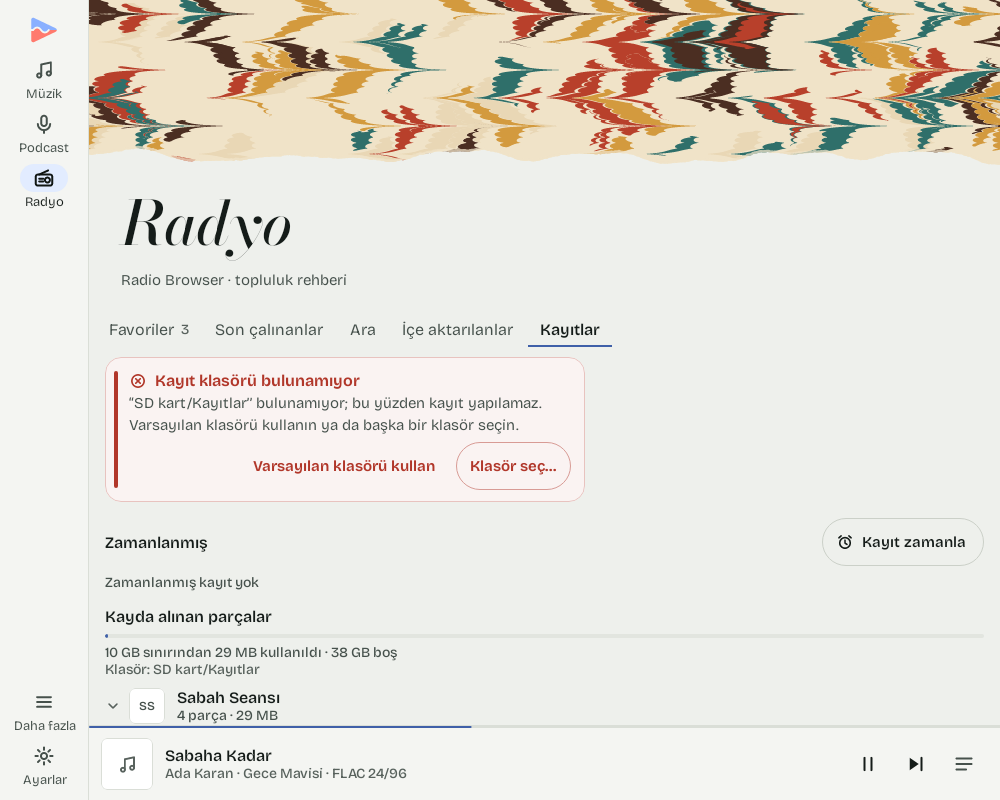 Müzik
Podcast
Radyo
Daha fazla
Ayarlar
Radyo
Radio Browser · topluluk rehberi
Favoriler 3
Son çalınanlar
Ara
İçe aktarılanlar
Kayıtlar
Kayıt klasörü bulunamıyor
“SD kart/Kayıtlar” bulunamıyor; bu yüzden kayıt yapılamaz.
Varsayılan klasörü kullanın ya da başka bir klasör seçin.
Varsayılan klasörü kullan
Klasör seç…
Zamanlanmış
Kayıt zamanla
Zamanlanmış kayıt yok
Kayda alınan parçalar
10 GB sınırından 29 MB kullanıldı · 38 GB boş
Klasör: SD kart/Kayıtlar
SS
Sabah Seansı
4 parça · 29 MB
Sabaha Kadar
Ada Karan · Gece Mavisi · FLAC 24/96